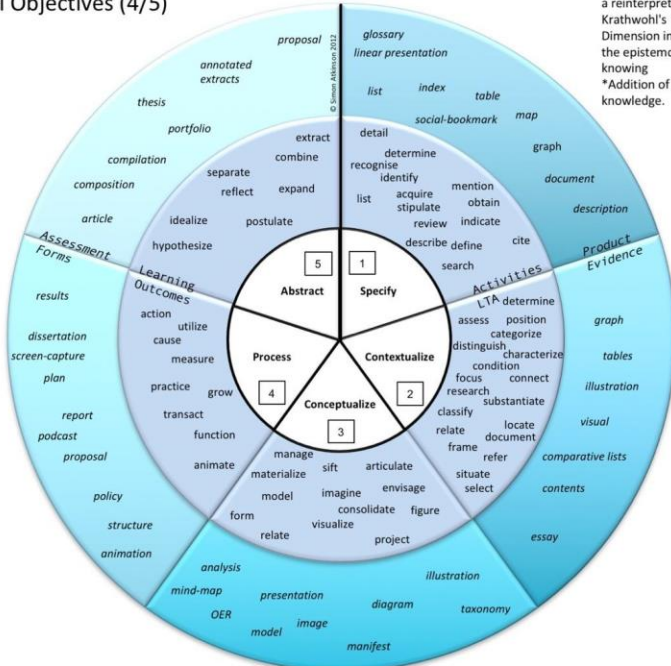 l Objectives (4/5)
a reinterpret
Krathwohl's
Dimension in
the epistemo
knowing
*Addition of
knowledge.
© Simon Atkinson 2012
proposal
annotated
extracts
thesis
portfolio
compilation
composition
article
glossary
linear presentation
list
index
table
social-bookmark
map
graph
document
description
extract
combine
separate
reflect
expand
idealize
postulate
hypothesize
detail
determine
recognise
identify
mention
list
acquire
obtain
stipulate
review
indicate
describe
define
cite
search
Assessment
Forms
Learning
Outcomes
Activities
LTA
Product
Evidence
5
Abstract
1
Specify
Process
4
Contextualize
2
Conceptualize
3
results
dissertation
screen-capture
plan
report
podcast
proposal
policy
structure
animation
action
utilize
cause
measure
practice
grow
transact
function
animate
determine
assess
position
categorize
distinguish
characterize
condition
focus
connect
research
substantiate
classify
locate
relate
document
frame
refer
situate
select
graph
tables
illustration
visual
comparative lists
contents
essay
manage
sift
articulate
materialize
envisage
model
imagine
consolidate
figure
form
visualize
relate
project
analysis
illustration
mind-map
presentation
OER
diagram
taxonomy
model
image
manifest